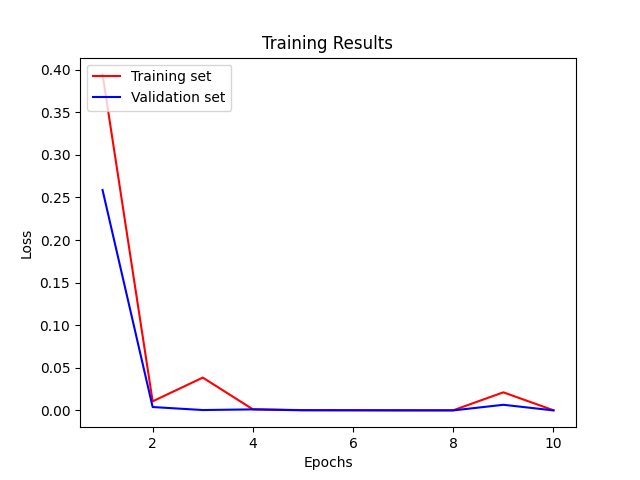 Training Results
Training set
Validation set
0.40
0.35
0.30
0.25
0.20
0.15
0.10
0.05
0.00
Loss
2 4 6 8 10
Epochs